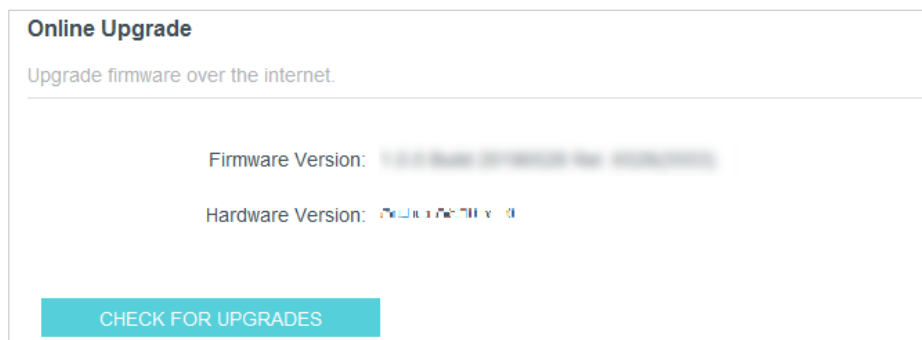 Online Upgrade
Upgrade firmware over the internet.
Firmware Version:
Hardware Version:
CHECK FOR UPGRADES